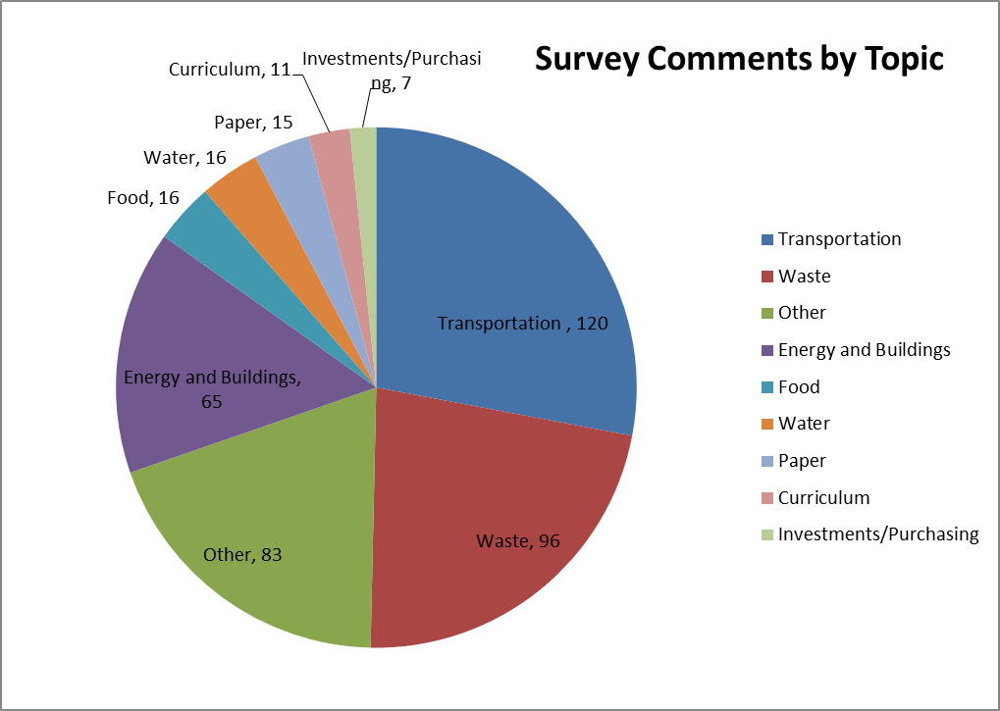 Survey Comments by Topic
Investments/Purchasi
ng, 7
Curriculum, 11
Paper, 15
Water, 16
Food, 16
Energy and Buildings,
65
Other, 83
Waste, 96
Transportation , 120
Transportation
Waste
Other
Energy and Buildings
Food
Water
Paper
Curriculum
Investments/Purchasing